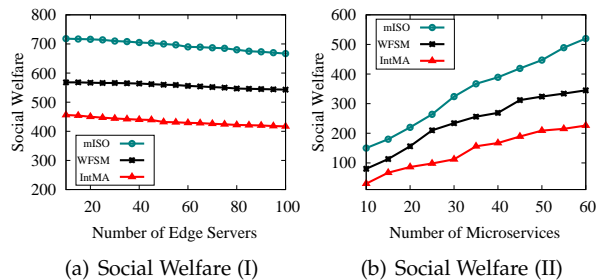 800
700
600
500
400
300
200
Social Welfare
mISO
WFSM
IntMA
20 40 60 80 100
Number of Edge Servers
(a) Social Welfare (I)
600
500
400
300
200
100
Social Welfare
mISO
WFSM
IntMA
10 20 30 40 50 60
Number of Microservices
(b) Social Welfare (II)